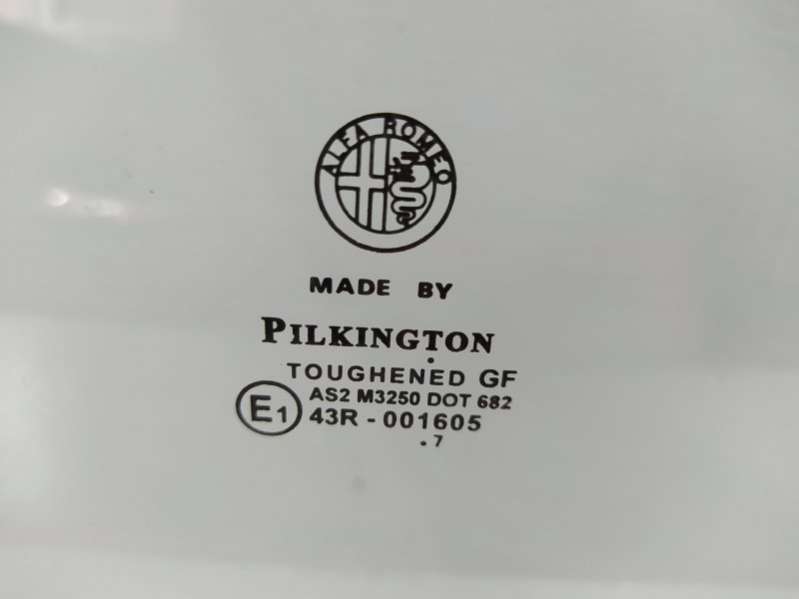 ALFA ROMEO
MADE BY
PILKINGTON
TOUGHENED GF
AS2 M3250 DOT 682
E1 43R - 001605
. 7